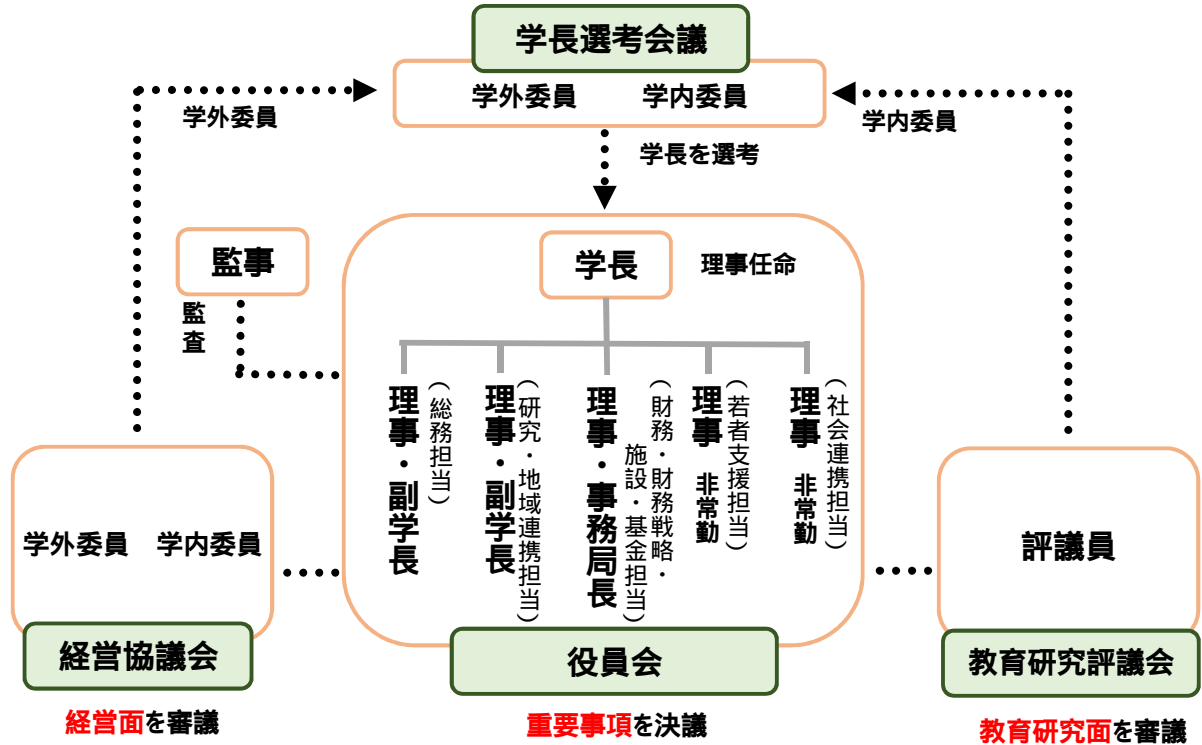 学長選考会議
学外委員 学内委員
学外委員
学内委員
学長を選考
監事
監査
学長
理事任命
理事・副学長
（総務担当）
理事・副学長
（研究・地域連携担当）
理事・事務局長
（財務・財務戦略・
施設・基金担当）
理事 非常勤
（若者支援担当）
理事 非常勤
（社会連携担当）
学外委員 学内委員
評議員
経営協議会
役員会
教育研究評議会
経営面を審議
重要事項を決議
教育研究面を審議